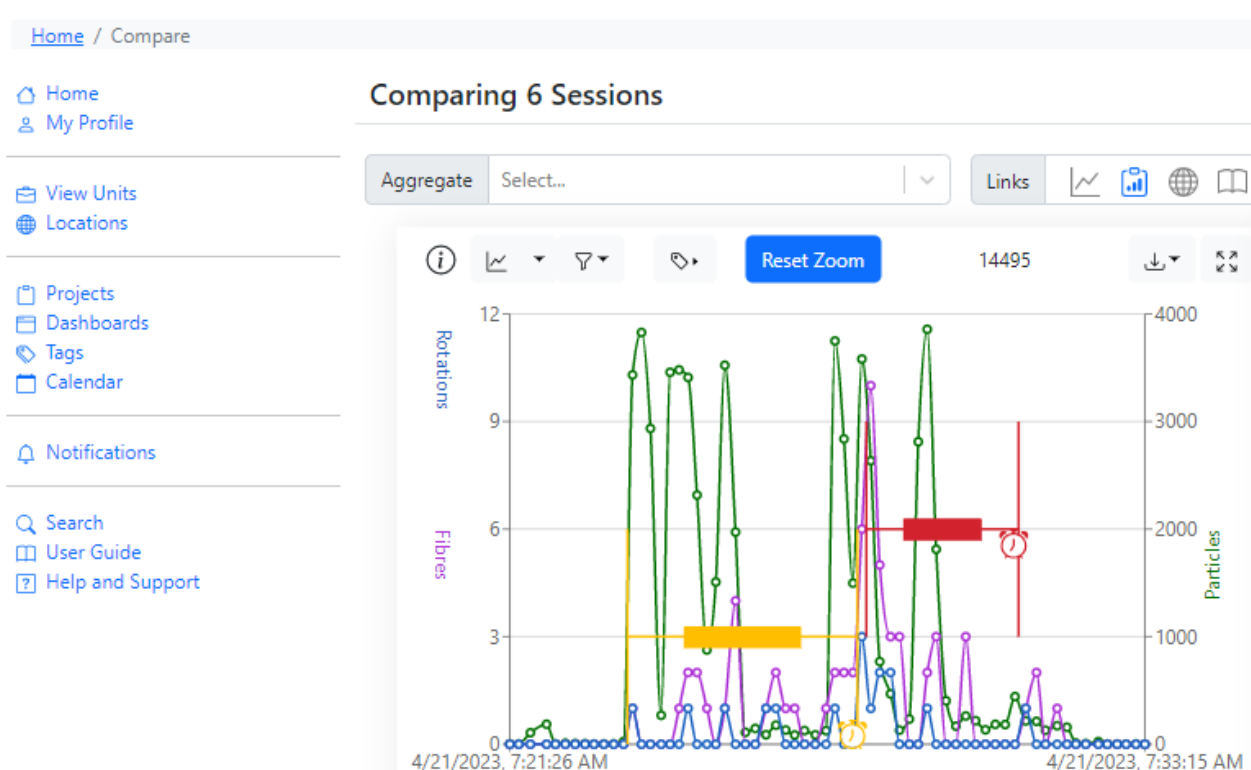 Home / Compare
Home
My Profile
View Units
Locations
Projects
Dashboards
Tags
Calendar
Notifications
Search
User Guide
Help and Support
Comparing 6 Sessions
Aggregate Select... Links
Reset Zoom 14495
12 4000
Rotations
9 3000
6 2000
Fibres
Particles
3 1000
0 0
4/21/2023, 7:21:26 AM 4/21/2023, 7:33:15 AM